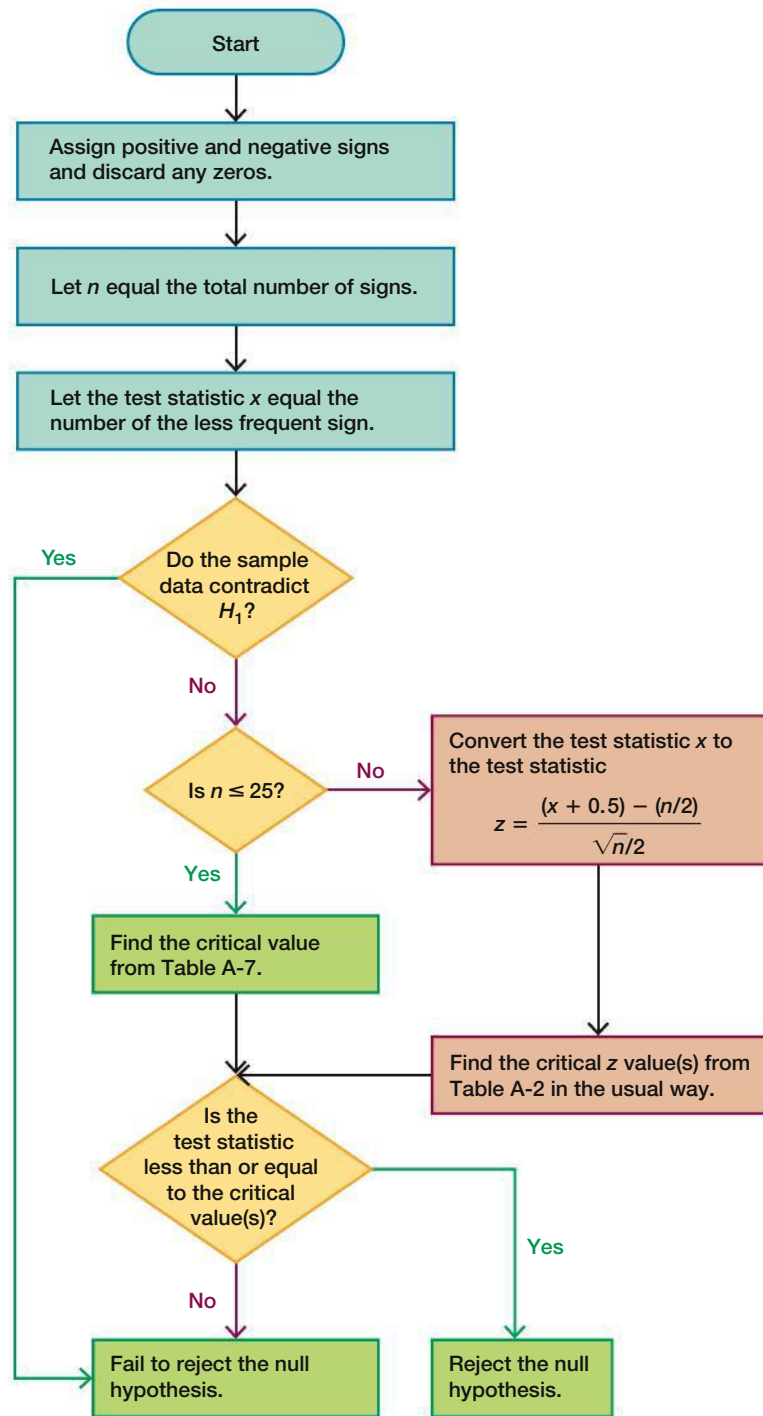 Start
Assign positive and negative signs
and discard any zeros.
Let n equal the total number of signs.
Let the test statistic x equal the
number of the less frequent sign.
Yes
Do the sample
data contradict
H₁?
No
Is n ≤ 25?
No
Convert the test statistic x to
the test statistic
z = (x + 0.5) − (n/2) / √n/2
Yes
Find the critical value
from Table A-7.
Find the critical z value(s) from
Table A-2 in the usual way.
Is the
test statistic
less than or equal
to the critical
value(s)?
Yes
No
Fail to reject the null
hypothesis.
Reject the null
hypothesis.